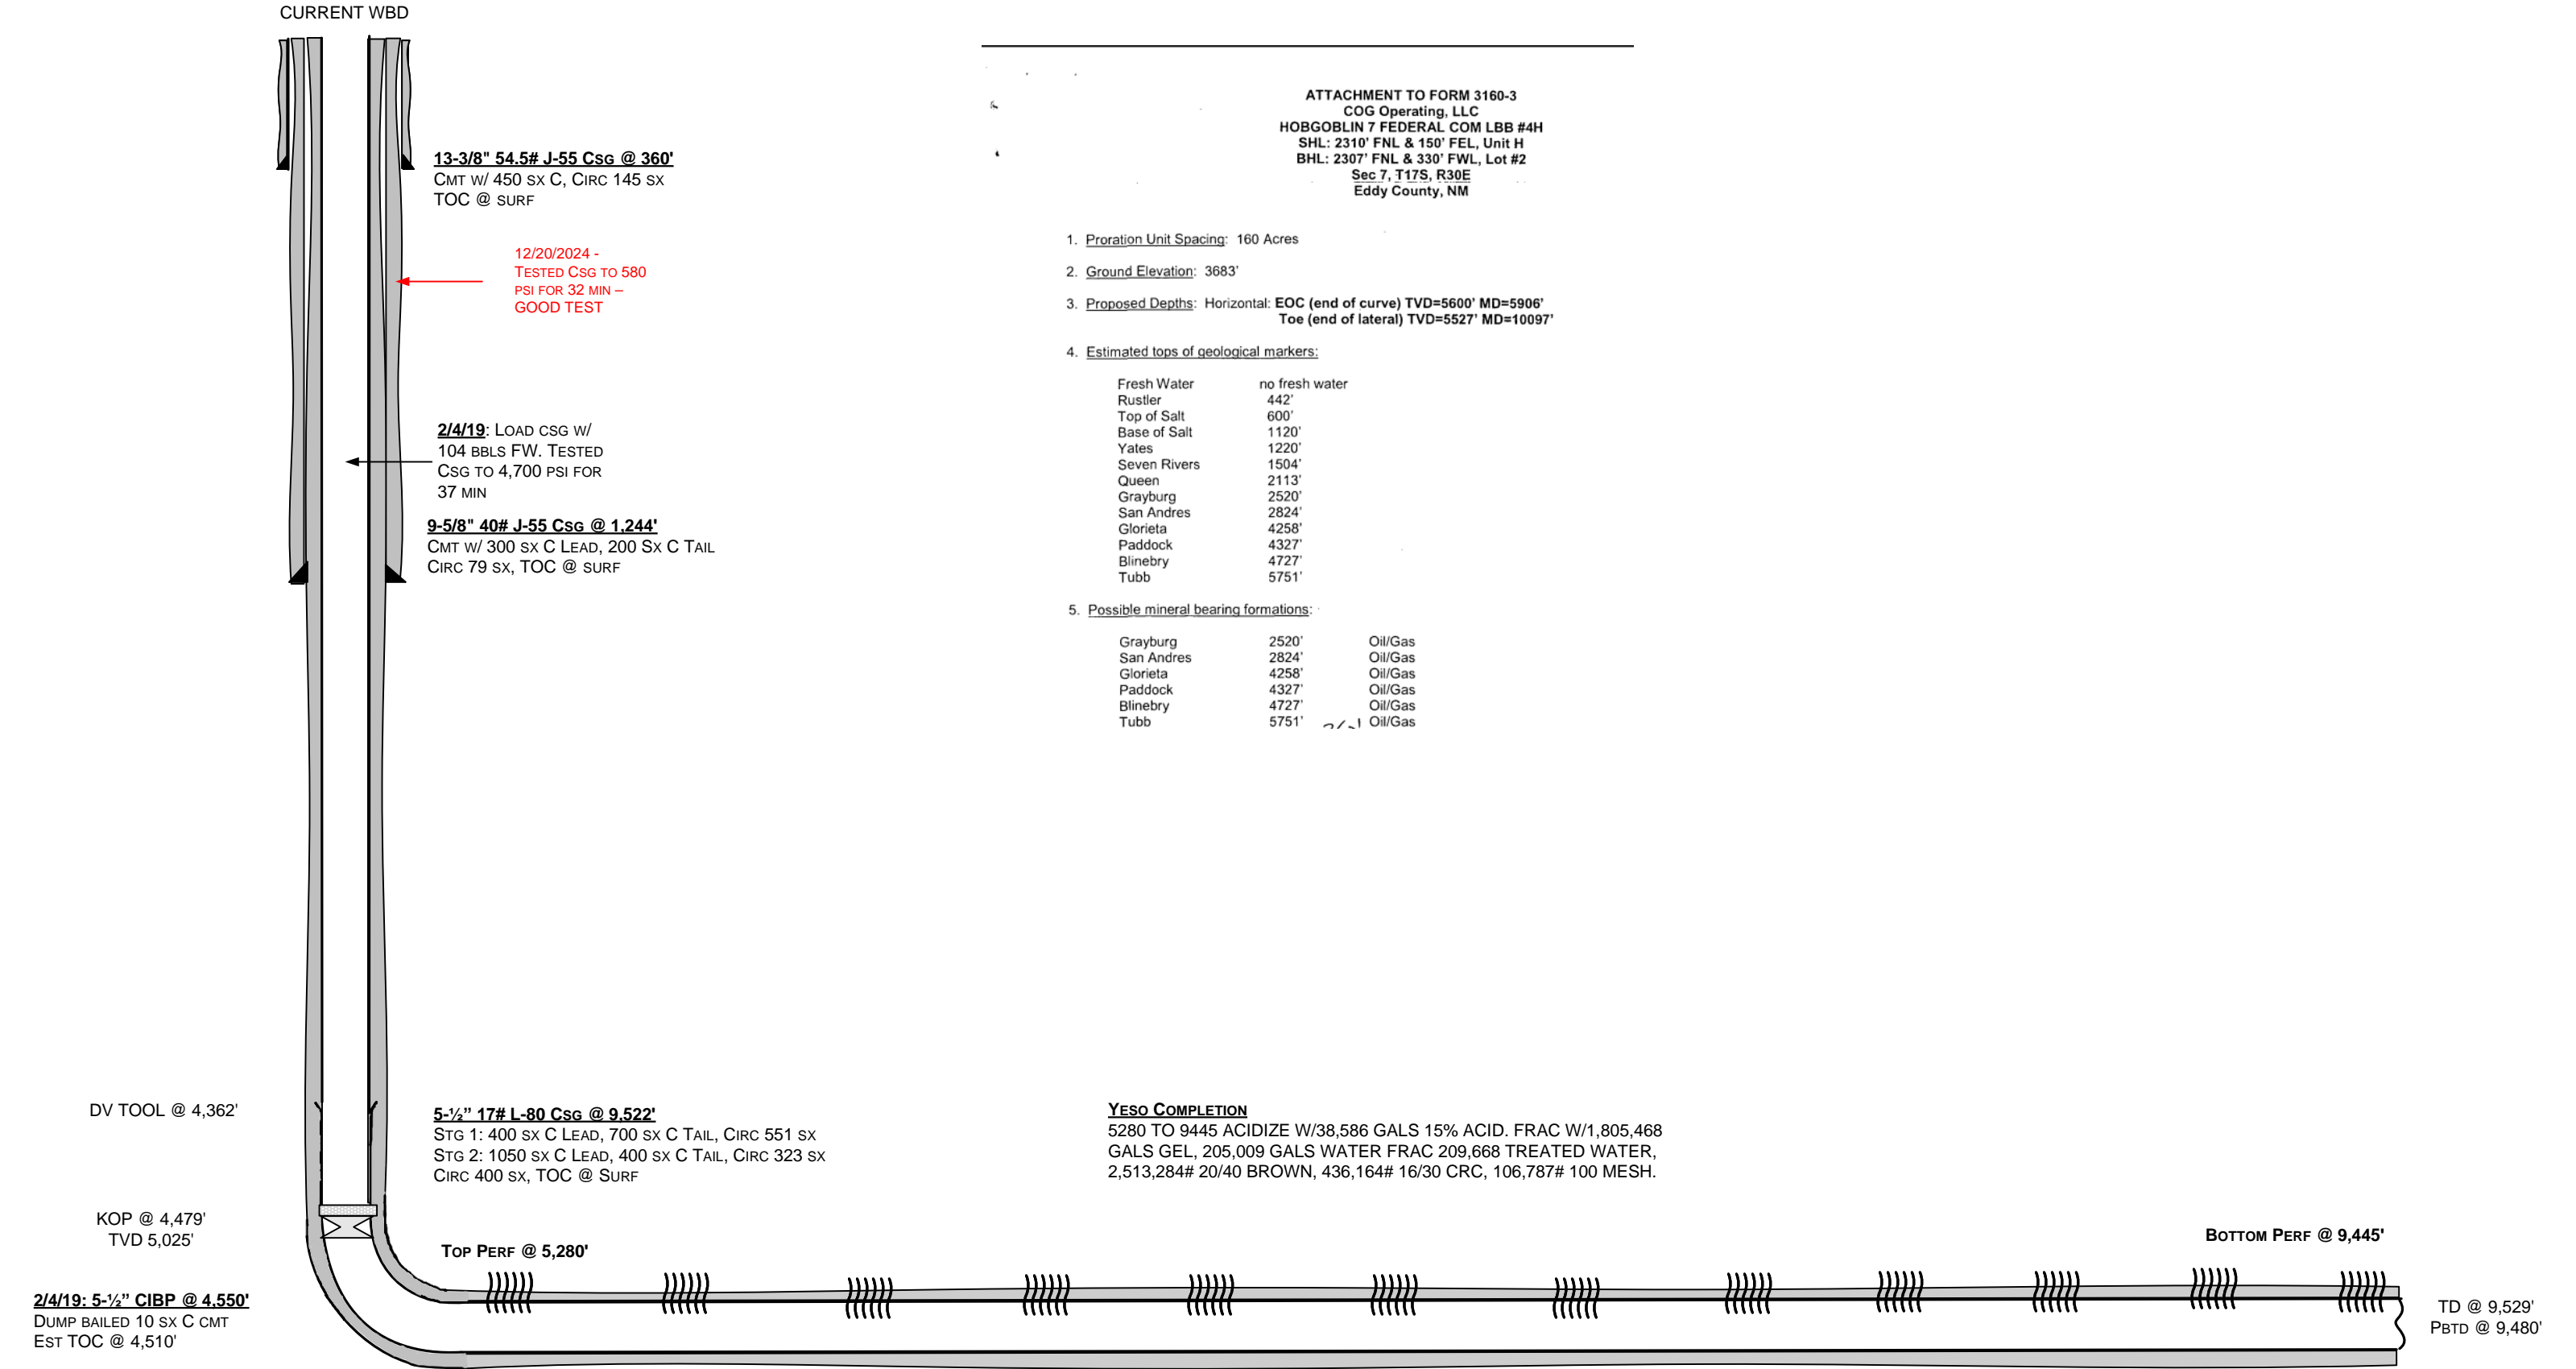 CURRENT WBD
13-3/8" 54.5# J-55 CSG @ 360'
CMT W/ 450 SX C, CIRC 145 SX
TOC @ SURF
12/20/2024 -
TESTED CSG TO 580
PSI FOR 32 MIN –
GOOD TEST
2/4/19: LOAD CSG W/
104 BBLS FW. TESTED
CSG TO 4,700 PSI FOR
37 MIN
9-5/8" 40# J-55 CSG @ 1,244'
CMT W/ 300 SX C LEAD, 200 SX C TAIL
CIRC 79 SX, TOC @ SURF
ATTACHMENT TO FORM 3160-3
COG Operating, LLC
HOBGOBLIN 7 FEDERAL COM LBB #4H
SHL: 2310' FNL & 150' FEL, Unit H
BHL: 2307' FNL & 330' FWL, Lot #2
Sec 7, T17S, R30E
Eddy County, NM
1. Proration Unit Spacing: 160 Acres
2. Ground Elevation: 3683'
3. Proposed Depths: Horizontal: EOC (end of curve) TVD=5600' MD=5906'
Toe (end of lateral) TVD=5527' MD=10097'
4. Estimated tops of geological markers:
Fresh Water no fresh water
Rustler 442'
Top of Salt 600'
Base of Salt 1120'
Yates 1220'
Seven Rivers 1504'
Queen 2113'
Grayburg 2520'
San Andres 2824'
Glorieta 4258'
Paddock 4327'
Blinebry 4727'
Tubb 5751'
5. Possible mineral bearing formations:
Grayburg 2520' Oil/Gas
San Andres 2824' Oil/Gas
Glorieta 4258' Oil/Gas
Paddock 4327' Oil/Gas
Blinebry 4727' Oil/Gas
Tubb 5751' Oil/Gas
DV TOOL @ 4,362'
5-½" 17# L-80 CSG @ 9,522'
STG 1: 400 SX C LEAD, 700 SX C TAIL, CIRC 551 SX
STG 2: 1050 SX C LEAD, 400 SX C TAIL, CIRC 323 SX
CIRC 400 SX, TOC @ SURF
YESO COMPLETION
5280 TO 9445 ACIDIZE W/38,586 GALS 15% ACID. FRAC W/1,805,468
GALS GEL, 205,009 GALS WATER FRAC 209,668 TREATED WATER,
2,513,284# 20/40 BROWN, 436,164# 16/30 CRC, 106,787# 100 MESH.
KOP @ 4,479'
TVD 5,025'
TOP PERF @ 5,280'
BOTTOM PERF @ 9,445'
2/4/19: 5-½" CIBP @ 4,550'
DUMP BAILED 10 SX C CMT
EST TOC @ 4,510'
TD @ 9,529'
PBTD @ 9,480'